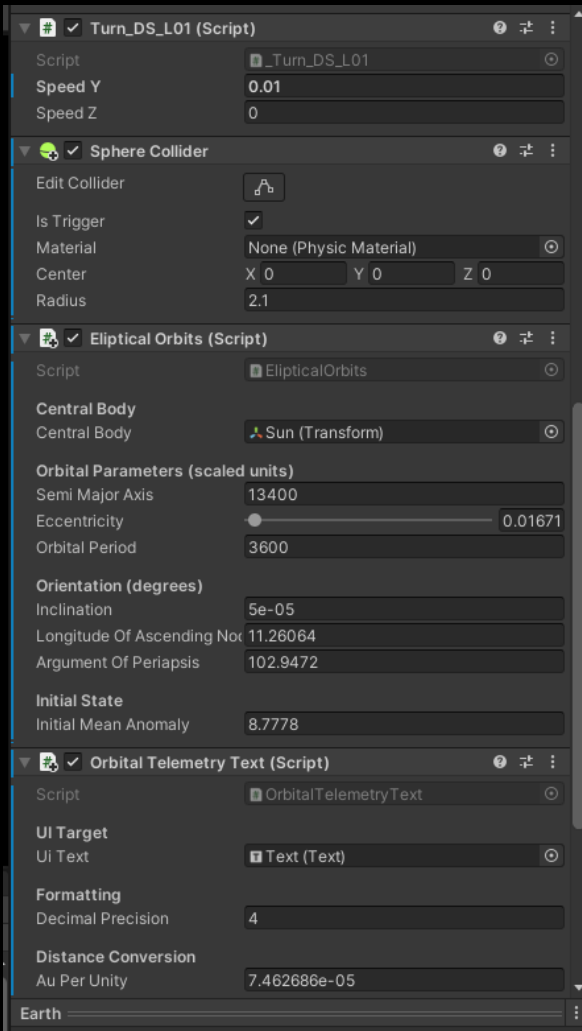 Turn_DS_L01 (Script)
Script _Turn_DS_L01
Speed Y 0.01
Speed Z 0
Sphere Collider
Edit Collider
Is Trigger
Material None (Physic Material)
Center X 0 Y 0 Z 0
Radius 2.1
Eliptical Orbits (Script)
Script ElipticalOrbits
Central Body
Central Body Sun (Transform)
Orbital Parameters (scaled units)
Semi Major Axis 13400
Eccentricity 0.01671
Orbital Period 3600
Orientation (degrees)
Inclination 5e-05
Longitude Of Ascending Noc 11.26064
Argument Of Periapsis 102.9472
Initial State
Initial Mean Anomaly 8.7778
Orbital Telemetry Text (Script)
Script OrbitalTelemetryText
UI Target
Ui Text Text (Text)
Formatting
Decimal Precision 4
Distance Conversion
Au Per Unity 7.462686e-05
Earth